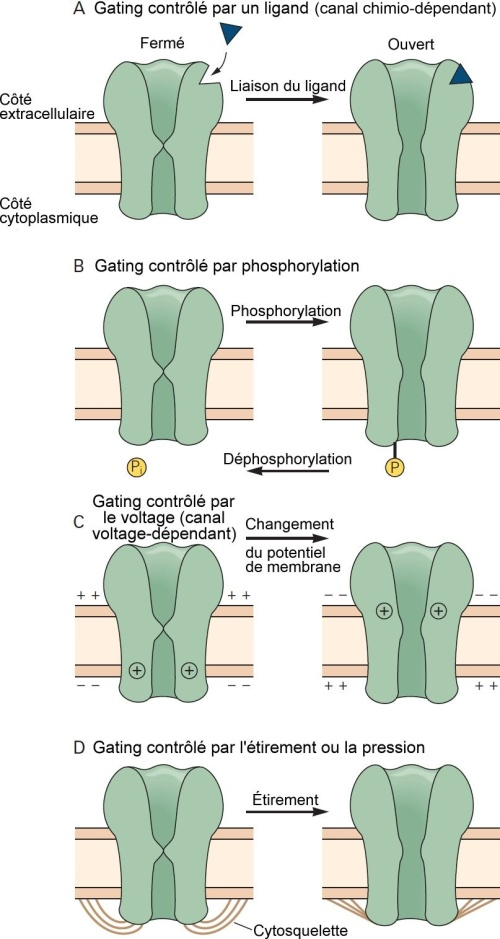 A Gating contrôlé par un ligand (canal chimio-dépendant)
Fermé
Ouvert
Liaison du ligand
Côté
extracellulaire
Côté
cytoplasmique
B Gating contrôlé par phosphorylation
Phosphorylation
Déphosphorylation
Pi
P
Gating contrôlé par
C le voltage (canal
voltage-dépendant)
Changement
du potentiel
de membrane
+ + + + − − − −
+ + + +
− − − − + + + +
D Gating contrôlé par l'étirement ou la pression
Étirement
Cytosquelette